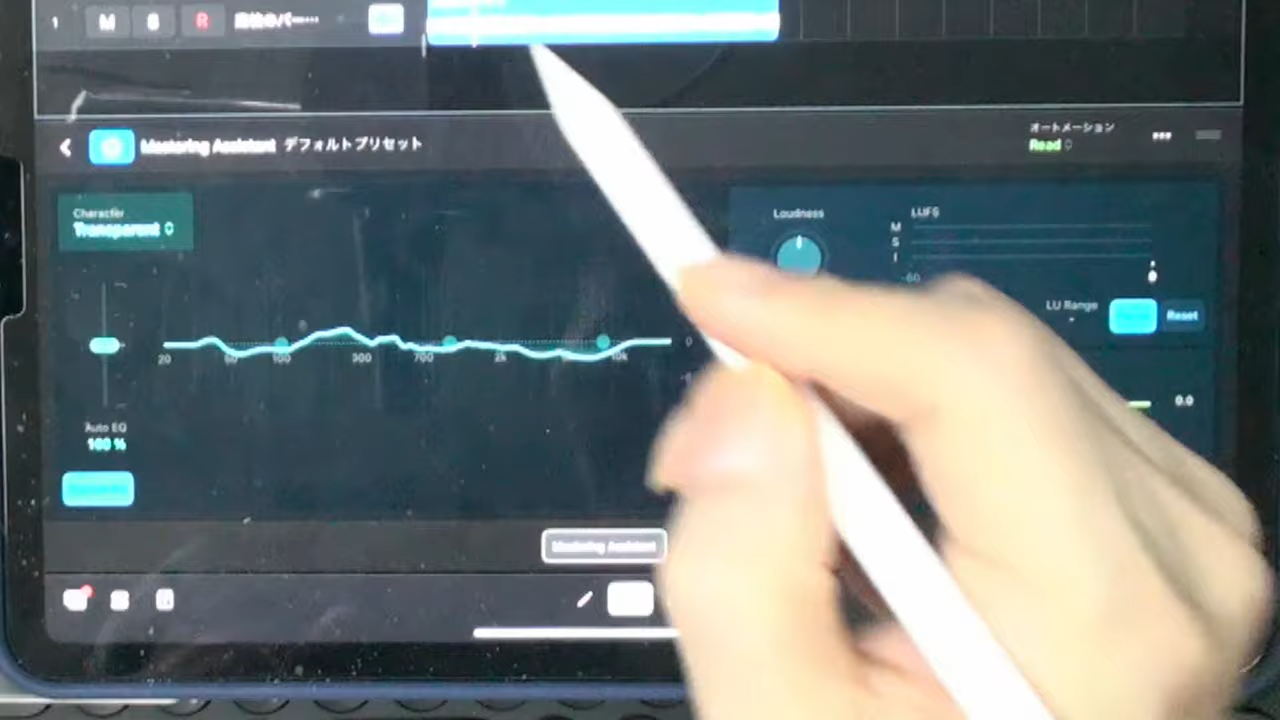 1 M S R
Mastering Assistant デフォルトプリセット
オートメーション
Read
Character
Transparent
Loudness
LUFS
M
S
I
-60
LU Range
Reset
20 60 100 300 700 2k 10k
0
Auto EQ
100 %
0.0
Mastering Assistant